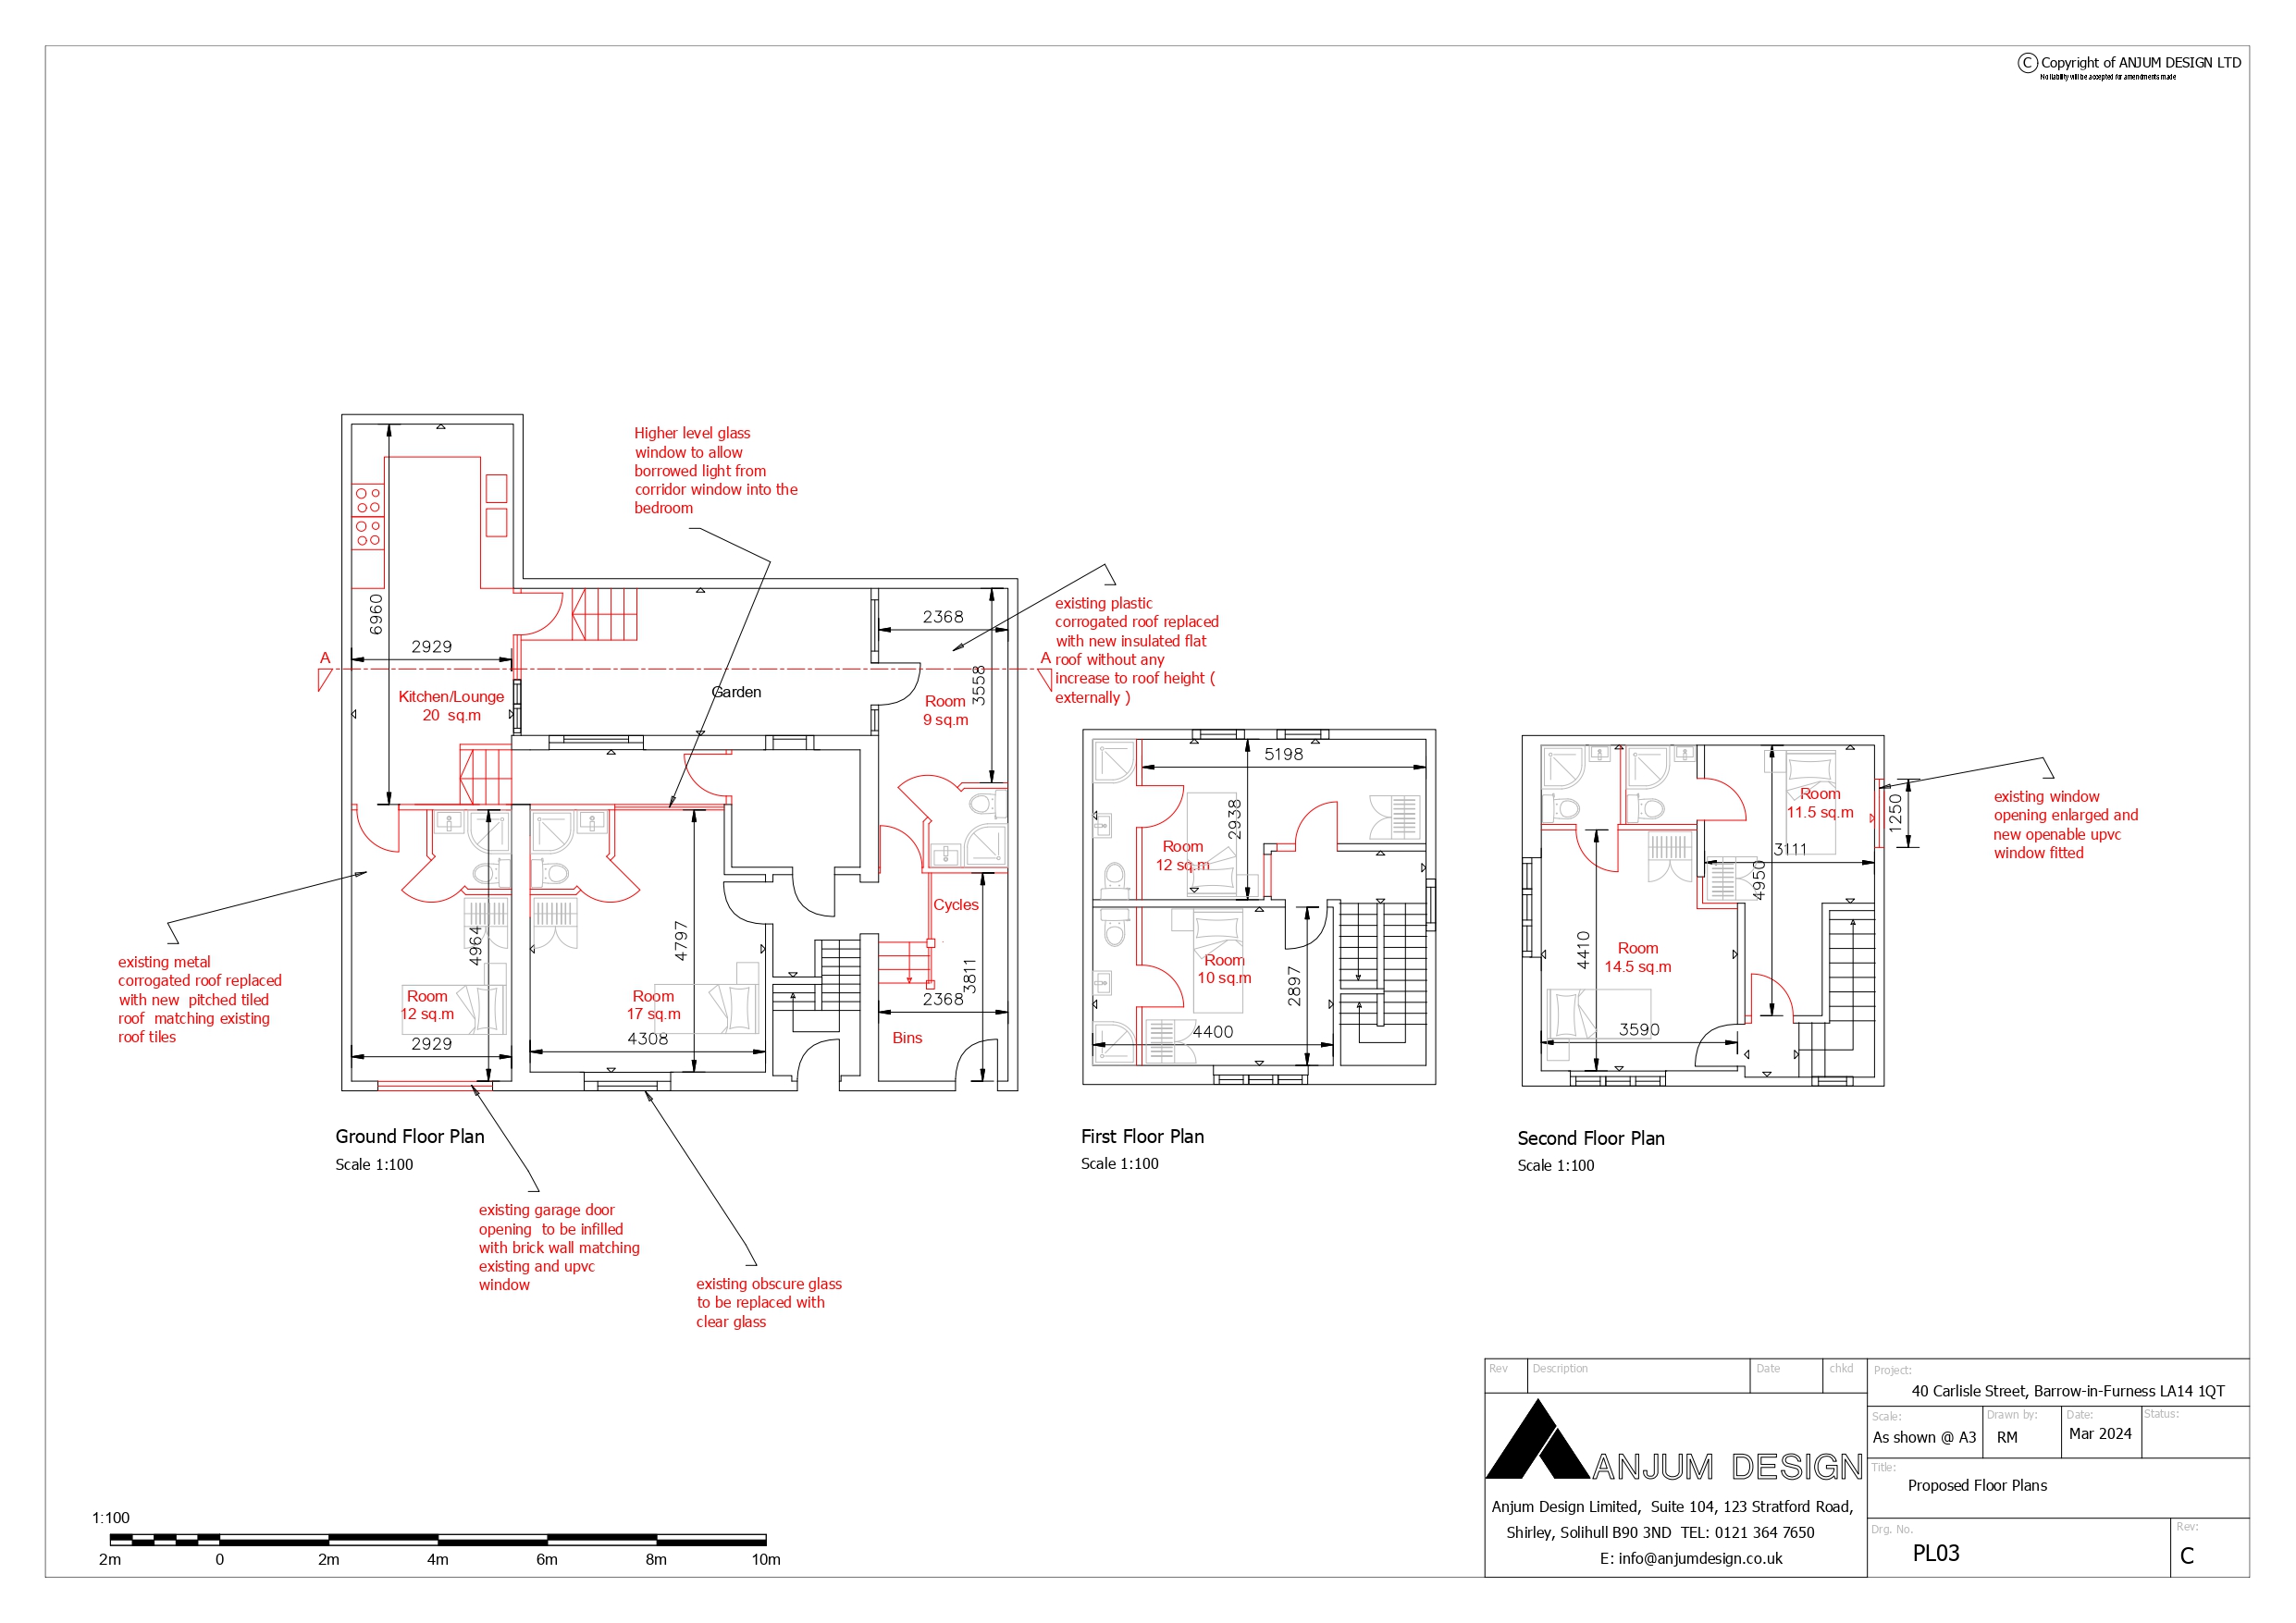 C Copyright of ANJUM DESIGN LTD
No liability will be accepted for amendments made
Higher level glass
window to allow
borrowed light from
corridor window into the
bedroom
6960
2929
A
Kitchen/Lounge
20 sq.m
Garden
2368
3558
Room
9 sq.m
A
existing plastic
corrogated roof replaced
with new insulated flat
roof without any
increase to roof height (
externally )
existing metal
corrogated roof replaced
with new pitched tiled
roof matching existing
roof tiles
4964
Room
12 sq.m
2929
4797
Room
17 sq.m
4308
Cycles
3811
2368
Bins
Ground Floor Plan
Scale 1:100
existing garage door
opening to be infilled
with brick wall matching
existing and upvc
window
existing obscure glass
to be replaced with
clear glass
5198
2938
Room
12 sq.m
Room
10 sq.m
2897
4400
First Floor Plan
Scale 1:100
Room
11.5 sq.m
1250
3111
4950
4410
Room
14.5 sq.m
3590
existing window
opening enlarged and
new openable upvc
window fitted
Second Floor Plan
Scale 1:100
1:100
2m 0 2m 4m 6m 8m 10m
Rev Description Date chkd
ANJUM DESIGN
Anjum Design Limited, Suite 104, 123 Stratford Road,
Shirley, Solihull B90 3ND TEL: 0121 364 7650
E: info@anjumdesign.co.uk
Project:
40 Carlisle Street, Barrow-in-Furness LA14 1QT
Scale: Drawn by: Date: Status:
As shown @ A3 RM Mar 2024
Title:
Proposed Floor Plans
Drg. No. Rev:
PL03 C